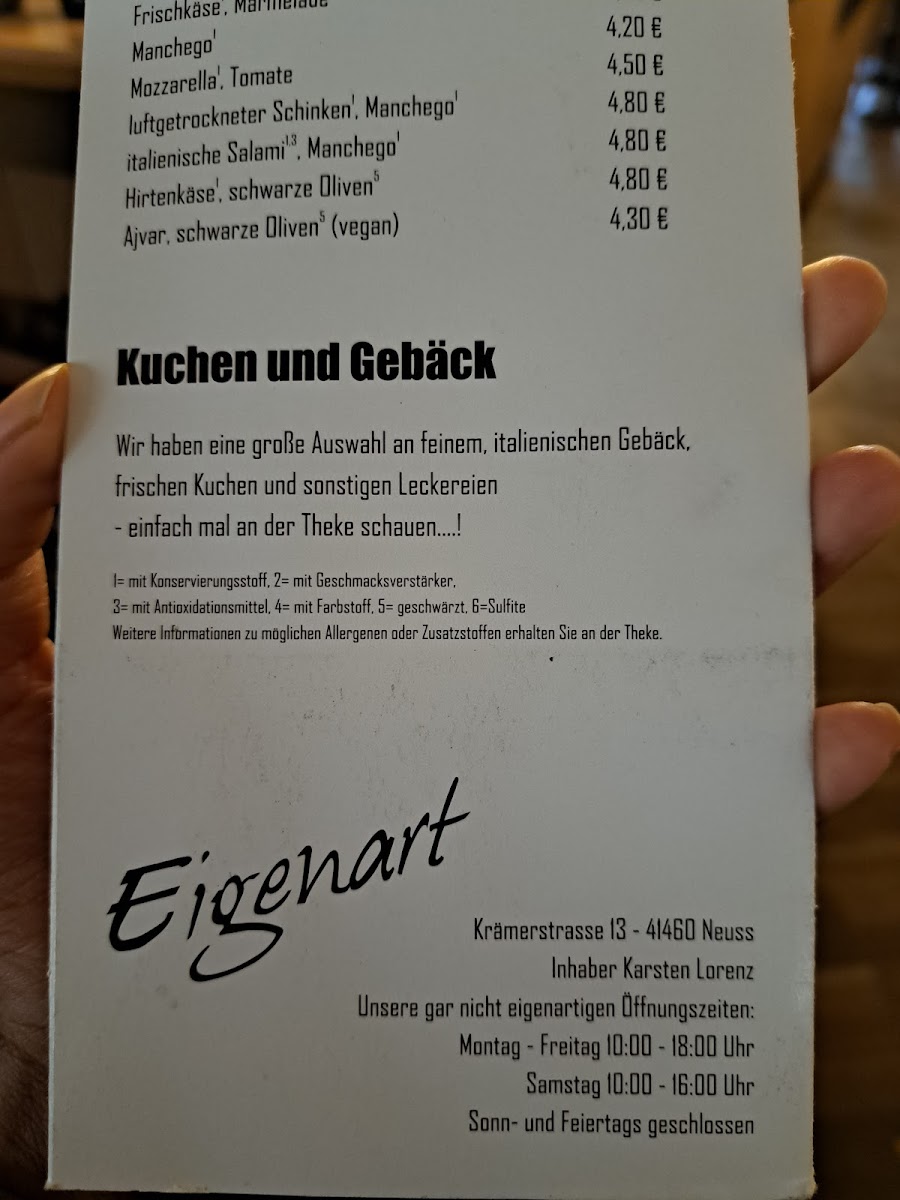 Frischkäse¹, Marmelade
Manchego¹ 4,20 €
Mozzarella¹, Tomate 4,50 €
luftgetrockneter Schinken¹, Manchego¹ 4,80 €
italienische Salami¹,³, Manchego¹ 4,80 €
Hirtenkäse¹, schwarze Oliven⁵ 4,80 €
Ajvar, schwarze Oliven⁵ (vegan) 4,30 €
Kuchen und Gebäck
Wir haben eine große Auswahl an feinem, italienischen Gebäck,
frischen Kuchen und sonstigen Leckereien
- einfach mal an der Theke schauen....!
1= mit Konservierungsstoff, 2= mit Geschmacksverstärker,
3= mit Antioxidationsmittel, 4= mit Farbstoff, 5= geschwärzt, 6=Sulfite
Weitere Informationen zu möglichen Allergenen oder Zusatzstoffen erhalten Sie an der Theke.
Eigenart
Krämerstrasse 13 - 41460 Neuss
Inhaber Karsten Lorenz
Unsere gar nicht eigenartigen Öffnungszeiten:
Montag - Freitag 10:00 - 18:00 Uhr
Samstag 10:00 - 16:00 Uhr
Sonn- und Feiertags geschlossen